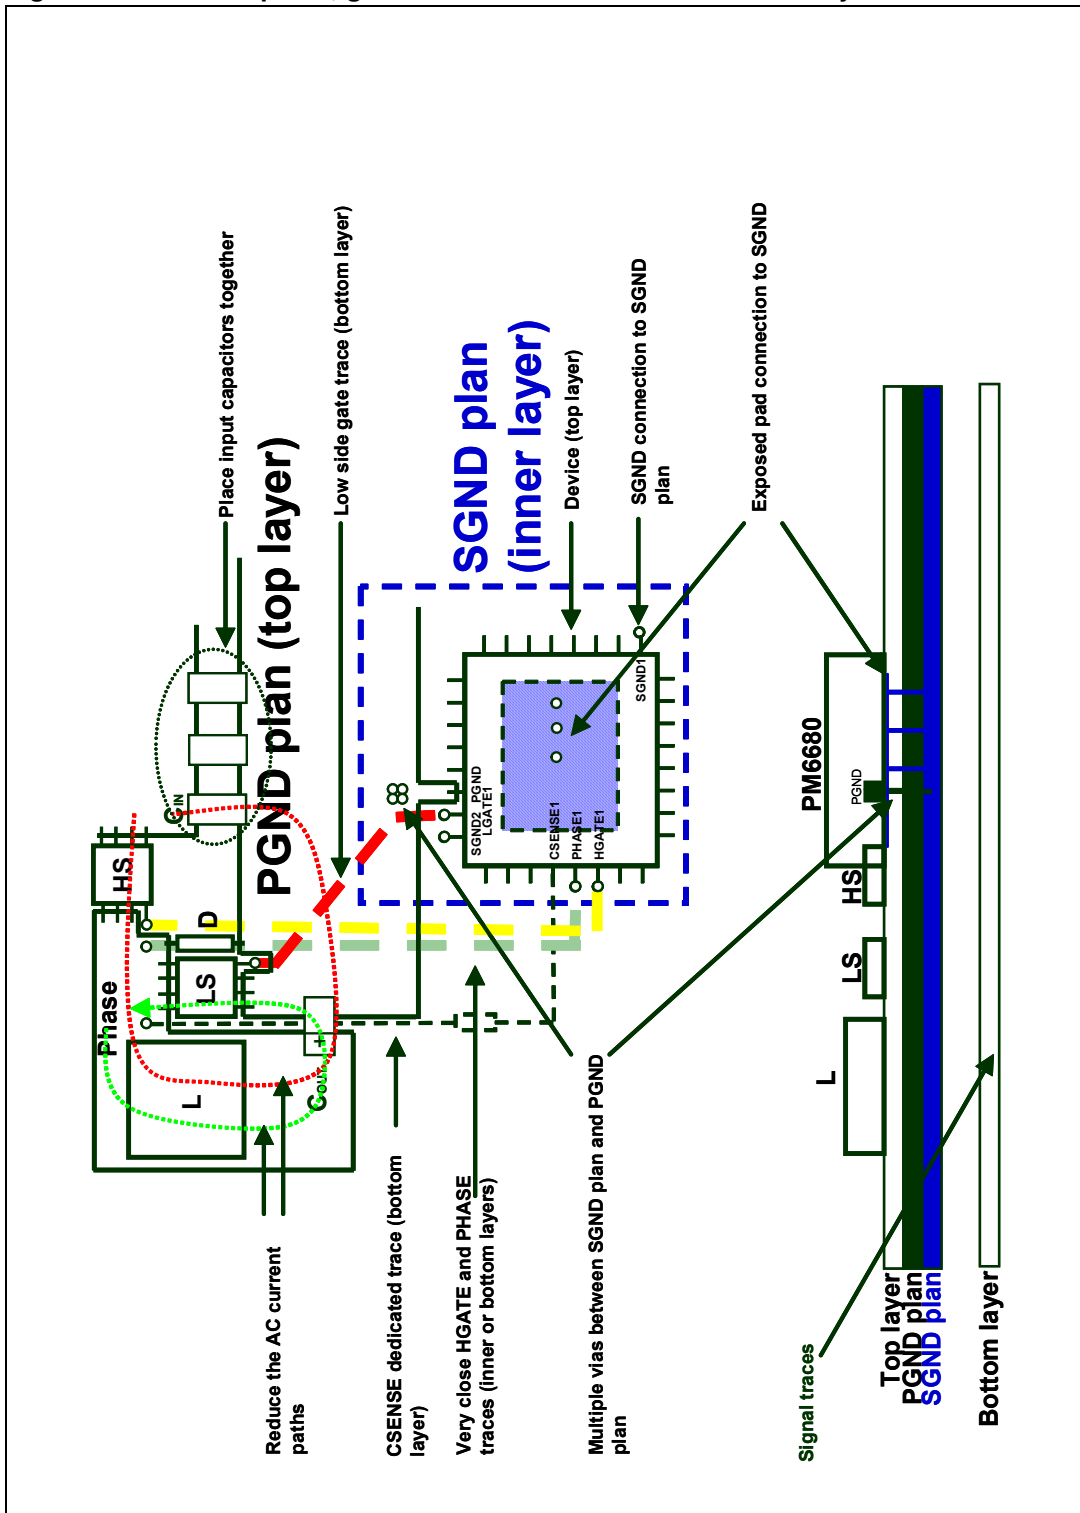 Place input capacitors together
Low side gate trace (bottom layer)
PGND plan (top layer)
SGND plan
(inner layer)
Device (top layer)
SGND connection to SGND
plan
Exposed pad connection to SGND
CIN
HS
D
LS
Phase
L
COUT
+
SGND2
PGND
LGATE1
CSENSE1
PHASE1
HGATE1
SGND1
Reduce the AC current
paths
CSENSE dedicated trace (bottom
layer)
Very close HGATE and PHASE
traces (inner or bottom layers)
Multiple vias between SGND plan and PGND
plan
PM6680
PGND
HS
LS
L
Signal traces
Top layer
PGND plan
SGND plan
Bottom layer